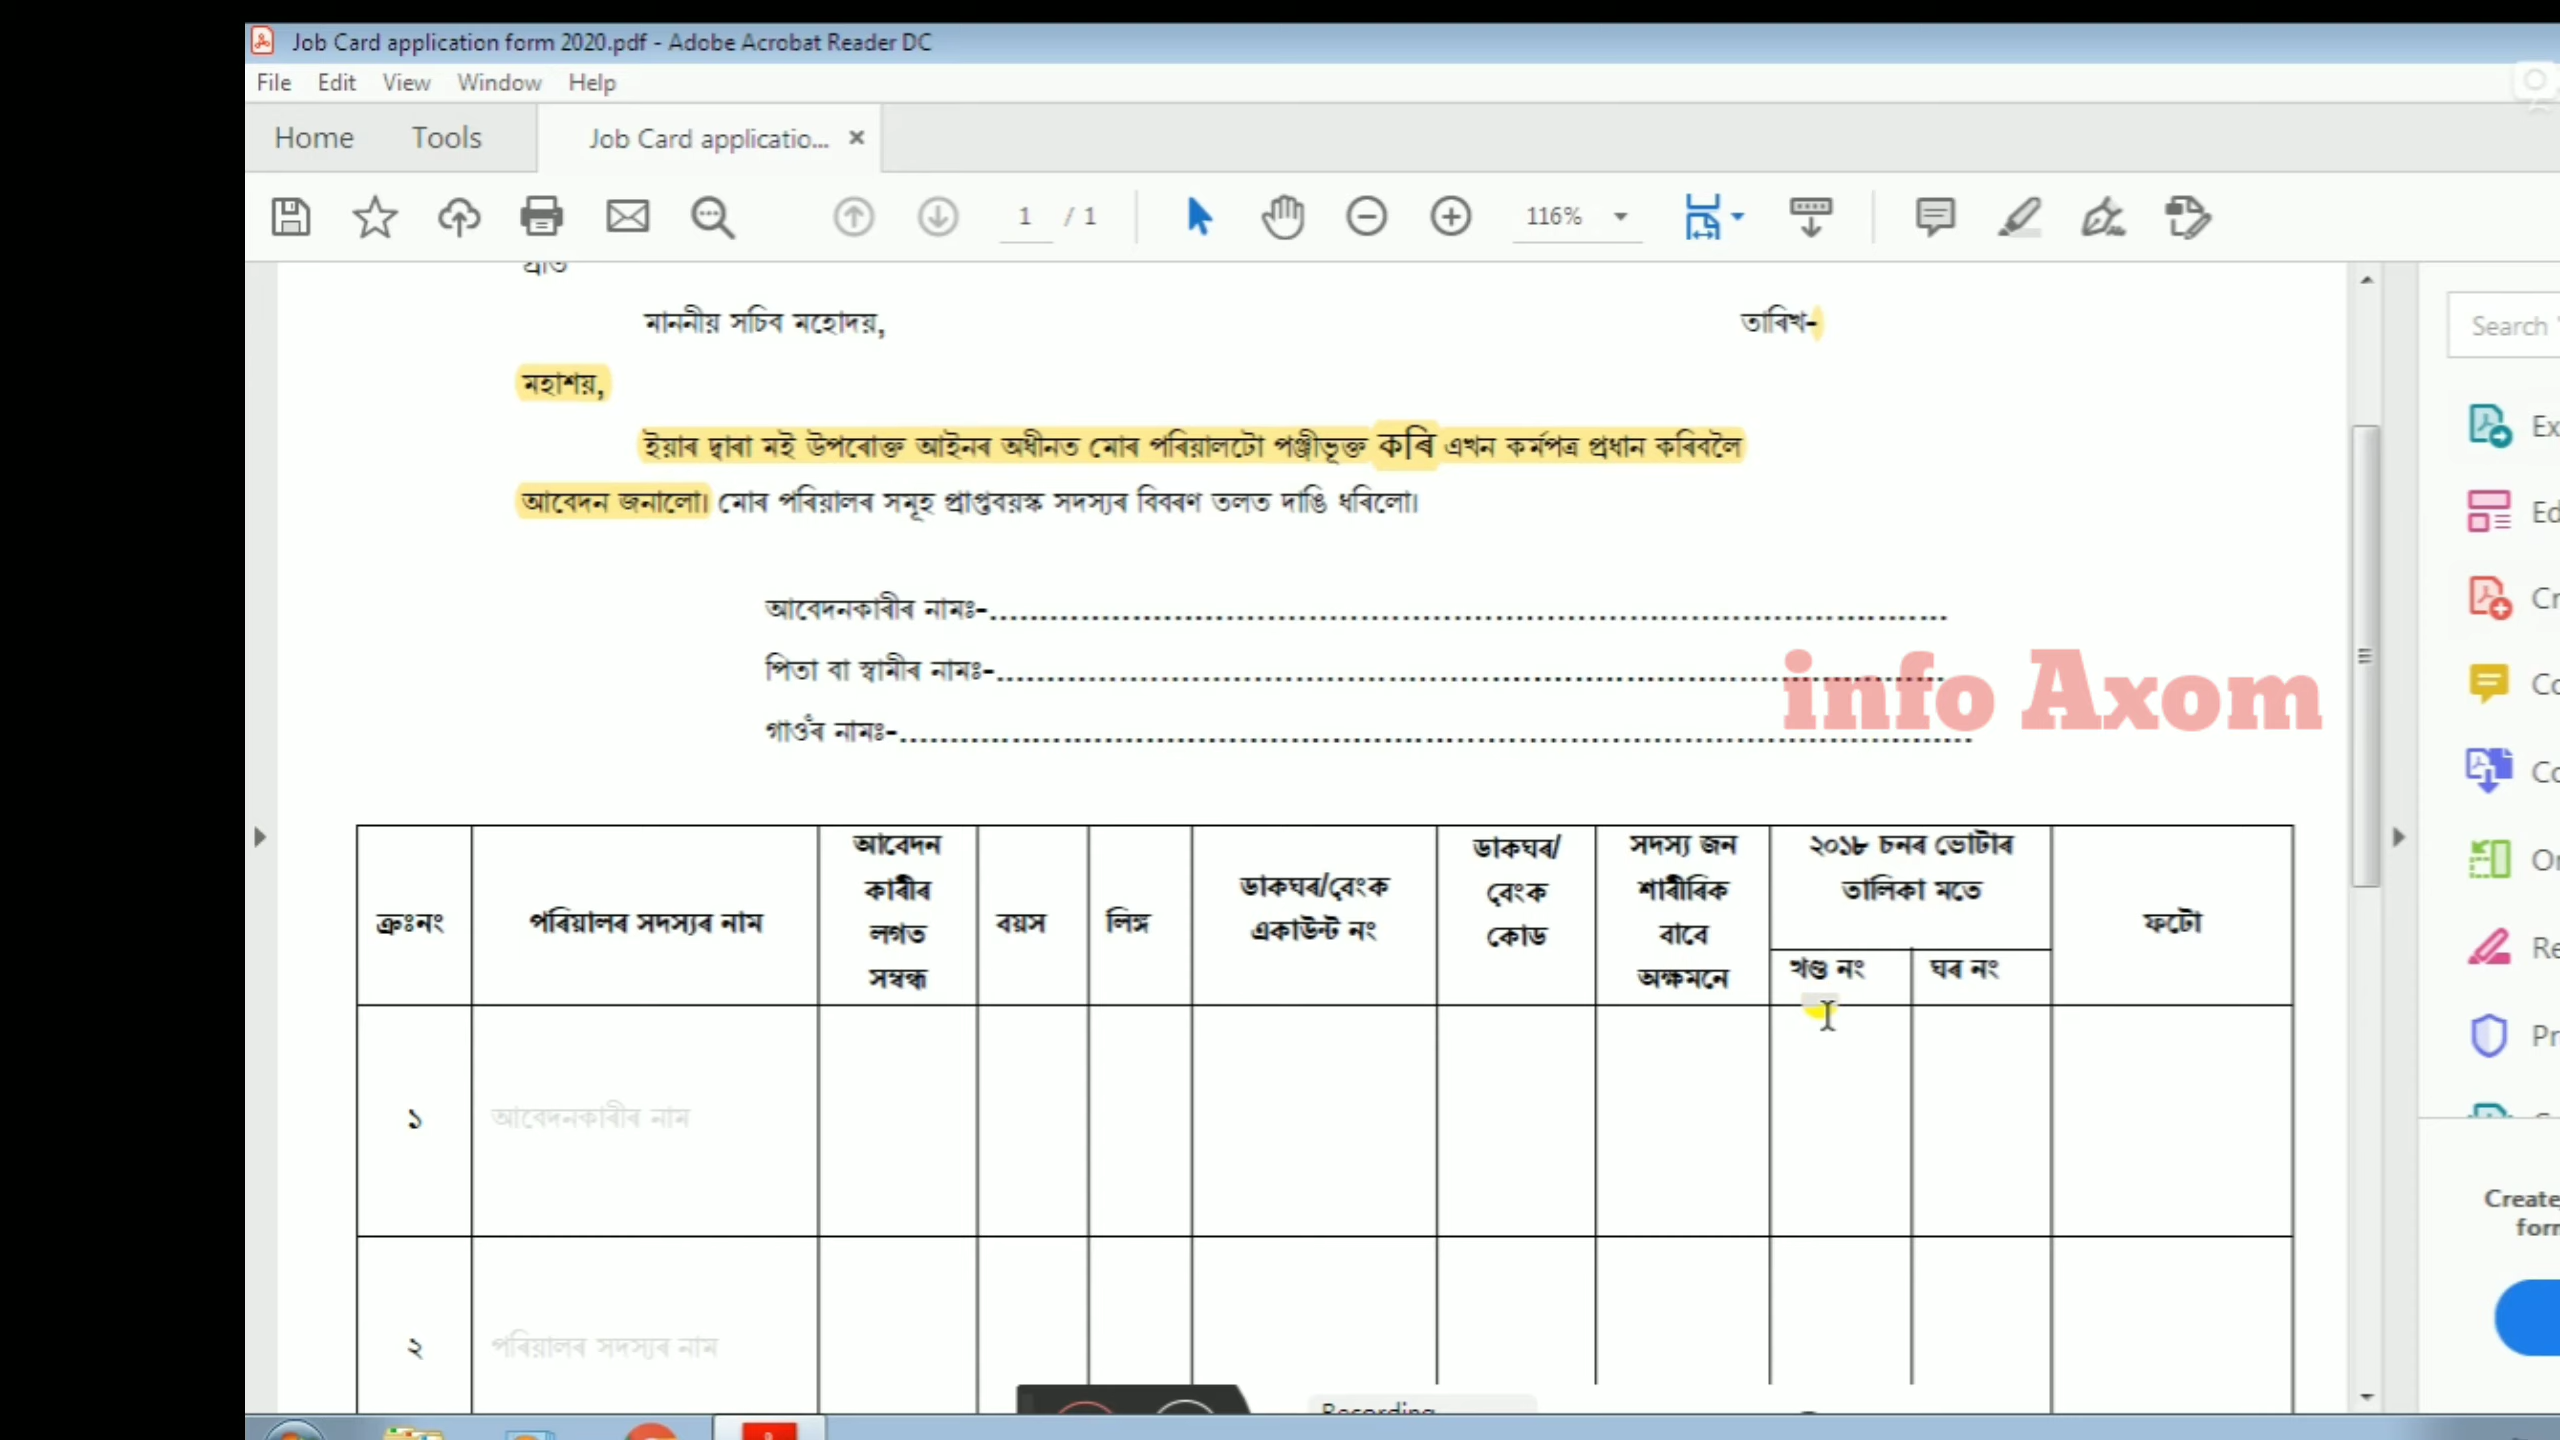 Job Card application form 2020.pdf - Adobe Acrobat Reader DC
File Edit View Window Help
Home Tools Job Card applicatio... ×
1 / 1 116%
মাননীয় সচিব মহোদয়, তাৰিখ-
মহাশয়,
ইয়াৰ দ্বাৰা মই উপৰোক্ত আইনৰ অধীনত মোৰ পৰিয়ালটো পঞ্জীভূক্ত কৰি এখন কৰ্মপত্ৰ প্ৰধান কৰিবলৈ
আবেদন জনালো। মোৰ পৰিয়ালৰ সমূহ প্ৰাপ্তবয়স্ক সদস্যৰ বিবৰণ তলত দাঙি ধৰিলো।
Search
আবেদনকাৰীৰ নামঃ-
পিতা বা স্বামীৰ নামঃ-
info Axom
গাওঁৰ নামঃ-
ক্ৰঃনং
পৰিয়ালৰ সদস্যৰ নাম
আবেদন
কাৰীৰ
লগত
সম্বন্ধ
বয়স
লিঙ্গ
ডাকঘৰ/বেংক
একাউন্ট নং
ডাকঘৰ/
বেংক
কোড
সদস্য জন
শাৰীৰিক
বাবে
অক্ষমনে
২০১৮ চনৰ ভোটাৰ
তালিকা মতে
খণ্ড নং
ঘৰ নং
ফটো
১ আবেদনকাৰীৰ নাম
২ পৰিয়ালৰ সদস্যৰ নাম
Create